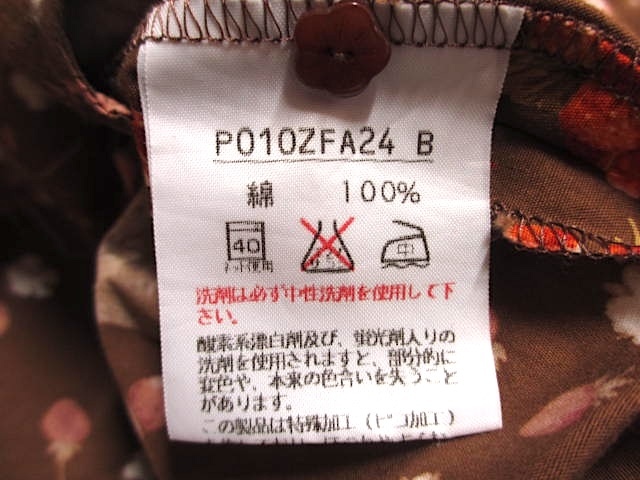 P010ZFA24 B
綿 100%
40
ネット使用
中
洗剤は必ず中性洗剤を使用して下
さい。
酸素系漂白剤及び、蛍光剤入りの
洗剤を使用されますと、部分的に
変色や、本来の色合いを失うこと
があります。
この製品は特殊加工（ピコ加工）